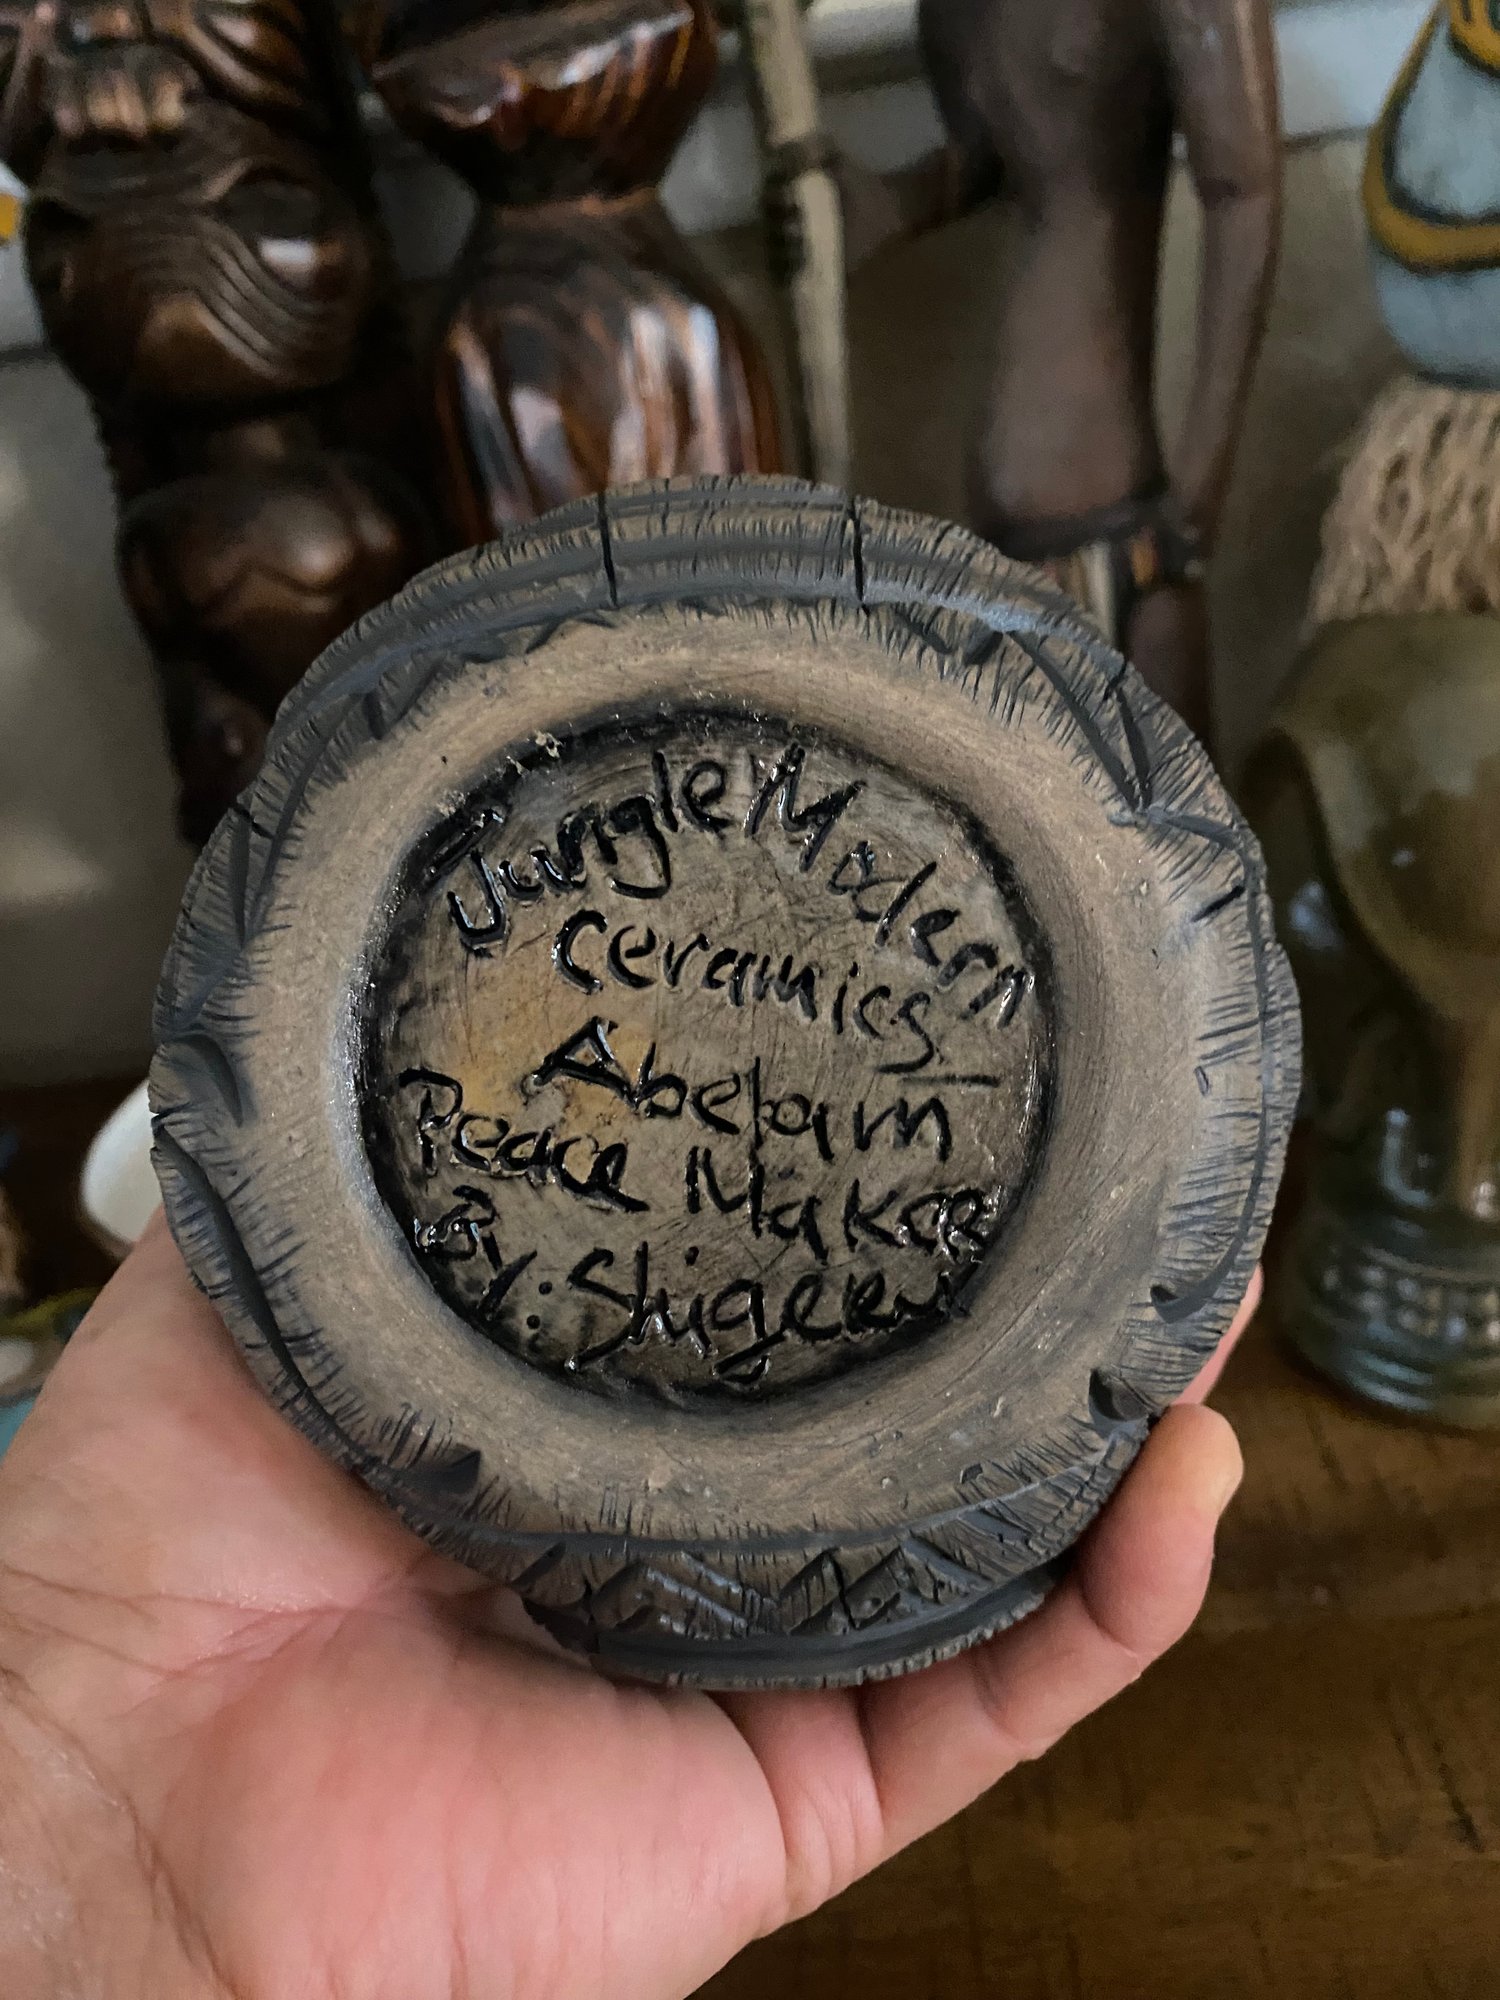 Jungle Modern
Ceramics
Abelam
Peace MaKeR
By: Shigeru